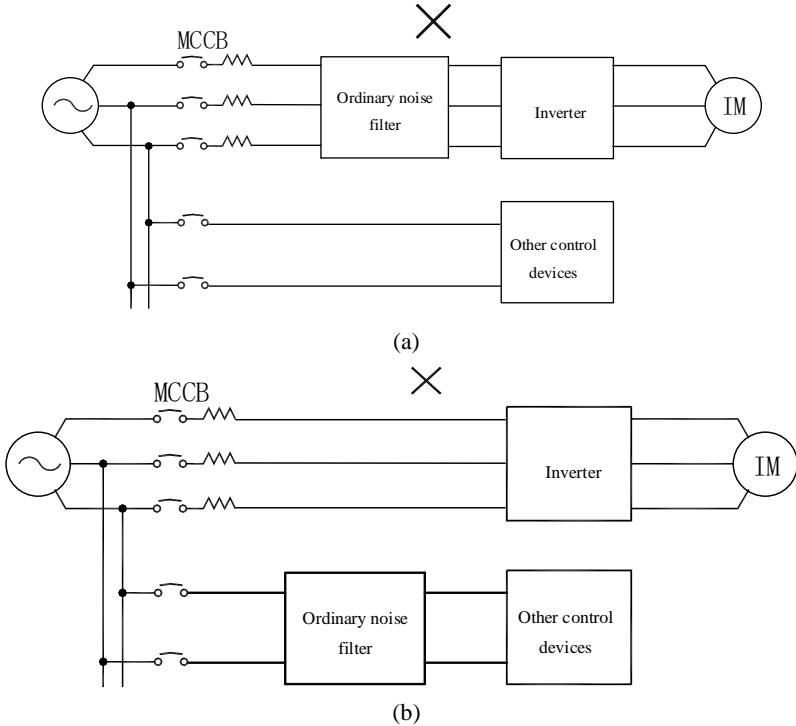 MCCB
Ordinary noise
filter
Inverter
IM
Other control
devices
(a)
MCCB
Inverter
IM
Ordinary noise
filter
Other control
devices
(b)